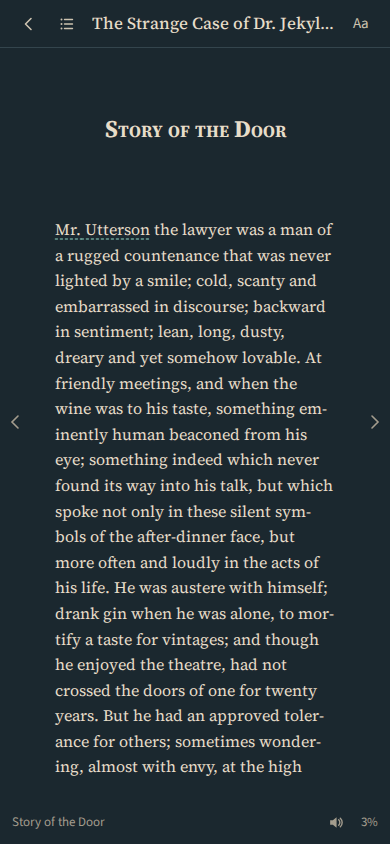 The Strange Case of Dr. Jekyl...
Aa
Story of the Door
Mr. Utterson the lawyer was a man of
a rugged countenance that was never
lighted by a smile; cold, scanty and
embarrassed in discourse; backward
in sentiment; lean, long, dusty,
dreary and yet somehow lovable. At
friendly meetings, and when the
wine was to his taste, something em-
inently human beaconed from his
eye; something indeed which never
found its way into his talk, but which
spoke not only in these silent sym-
bols of the after-dinner face, but
more often and loudly in the acts of
his life. He was austere with himself;
drank gin when he was alone, to mor-
tify a taste for vintages; and though
he enjoyed the theatre, had not
crossed the doors of one for twenty
years. But he had an approved toler-
ance for others; sometimes wonder-
ing, almost with envy, at the high
Story of the Door
3%